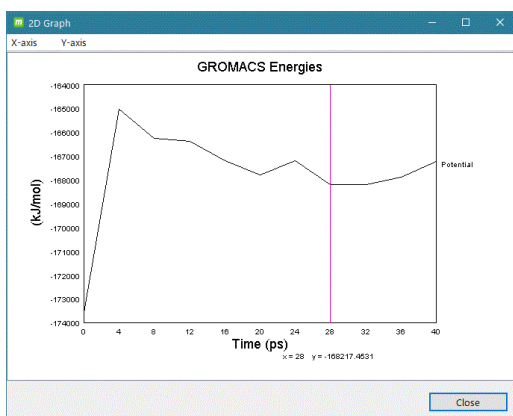 2D Graph
X-axis Y-axis
GROMACS Energies
-164000
-165000
-166000
-167000
-168000
-169000
-170000
-171000
-172000
-173000
-174000
(kJ/mol)
Potential
0 4 8 12 16 20 24 28 32 36 40
Time (ps)
x = 28 y = -168217.4531
Close